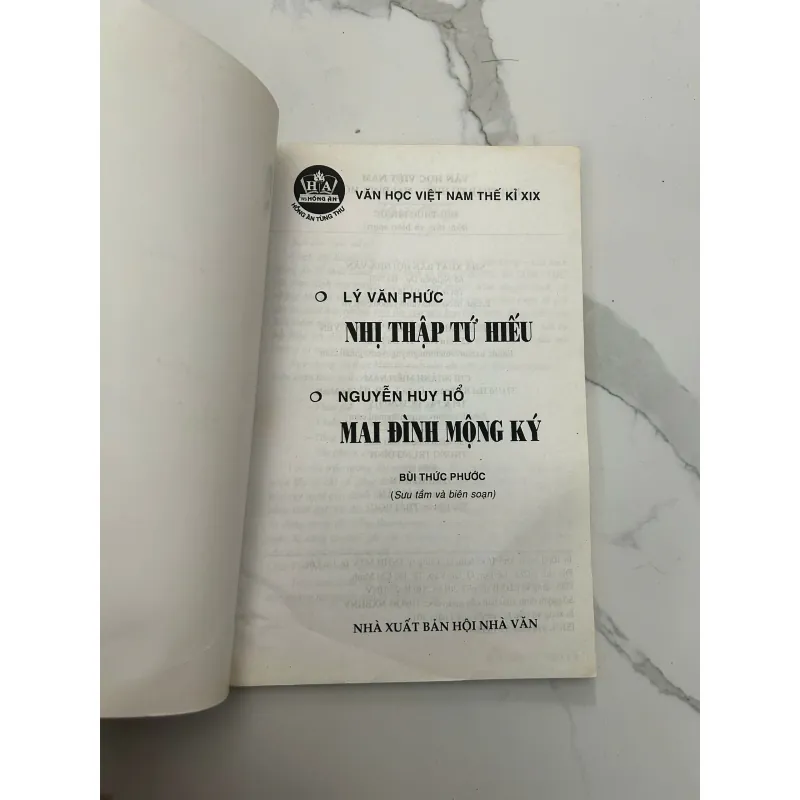 HA
NS HỒNG ÂN
HỒNG ÂN TÙNG THƯ
VĂN HỌC VIỆT NAM THẾ KỈ XIX
LÝ VĂN PHỨC
NHỊ THẬP TỨ HIẾU
NGUYỄN HUY HỔ
MAI ĐÌNH MỘNG KÝ
BÙI THỨC PHƯỚC
(Sưu tầm và biên soạn)
NHÀ XUẤT BẢN HỘI NHÀ VĂN